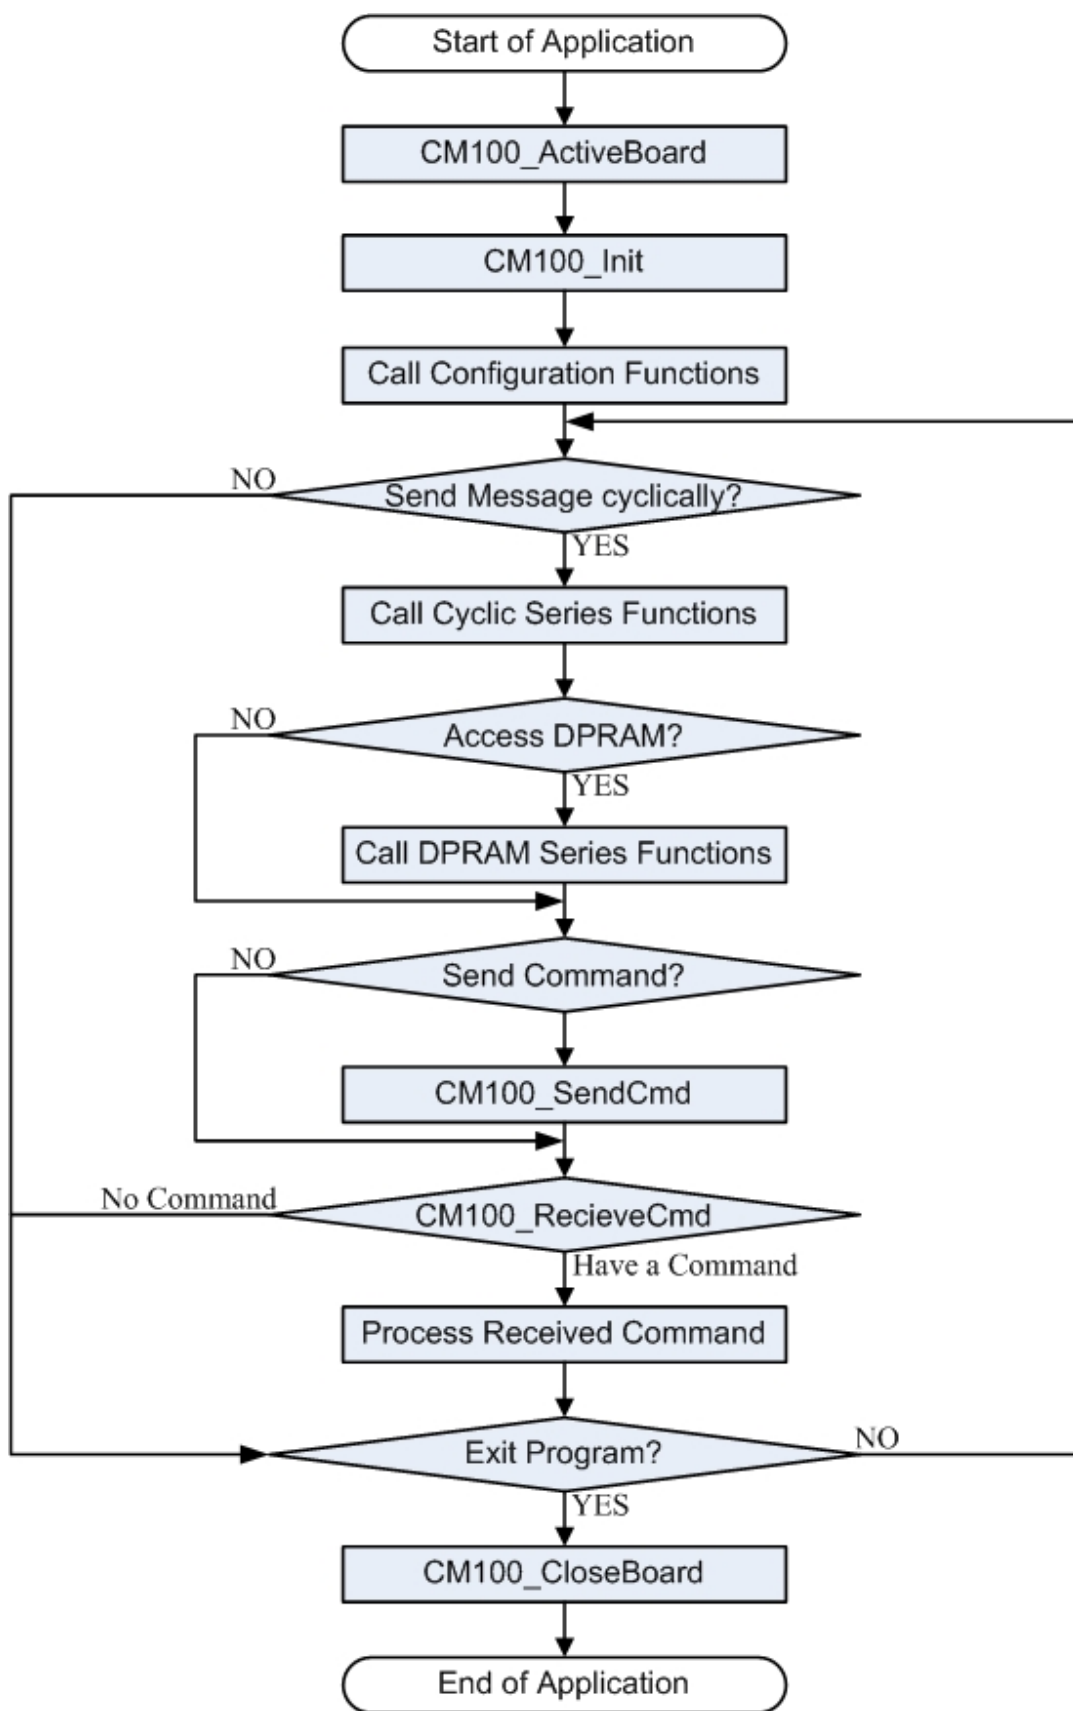 Start of Application
CM100_ActiveBoard
CM100_Init
Call Configuration Functions
NO
Send Message cyclically?
YES
Call Cyclic Series Functions
NO
Access DPRAM?
YES
Call DPRAM Series Functions
NO
Send Command?
CM100_SendCmd
No Command
CM100_RecieveCmd
Have a Command
Process Received Command
Exit Program?
NO
YES
CM100_CloseBoard
End of Application